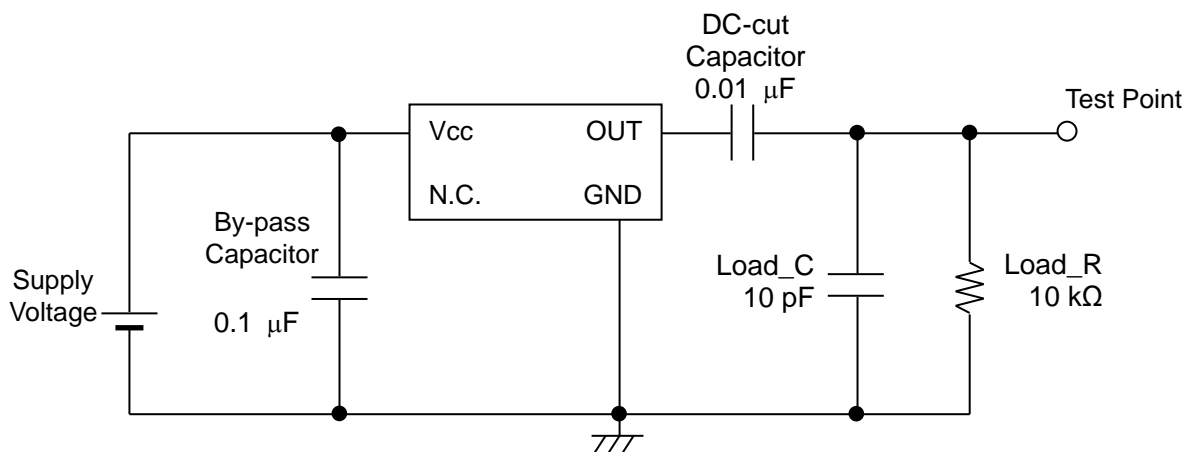 DC-cut
Capacitor
0.01 μF
Test Point
Vcc OUT
N.C. GND
By-pass
Capacitor
0.1 μF
Supply
Voltage
Load_C
10 pF
Load_R
10 kΩ